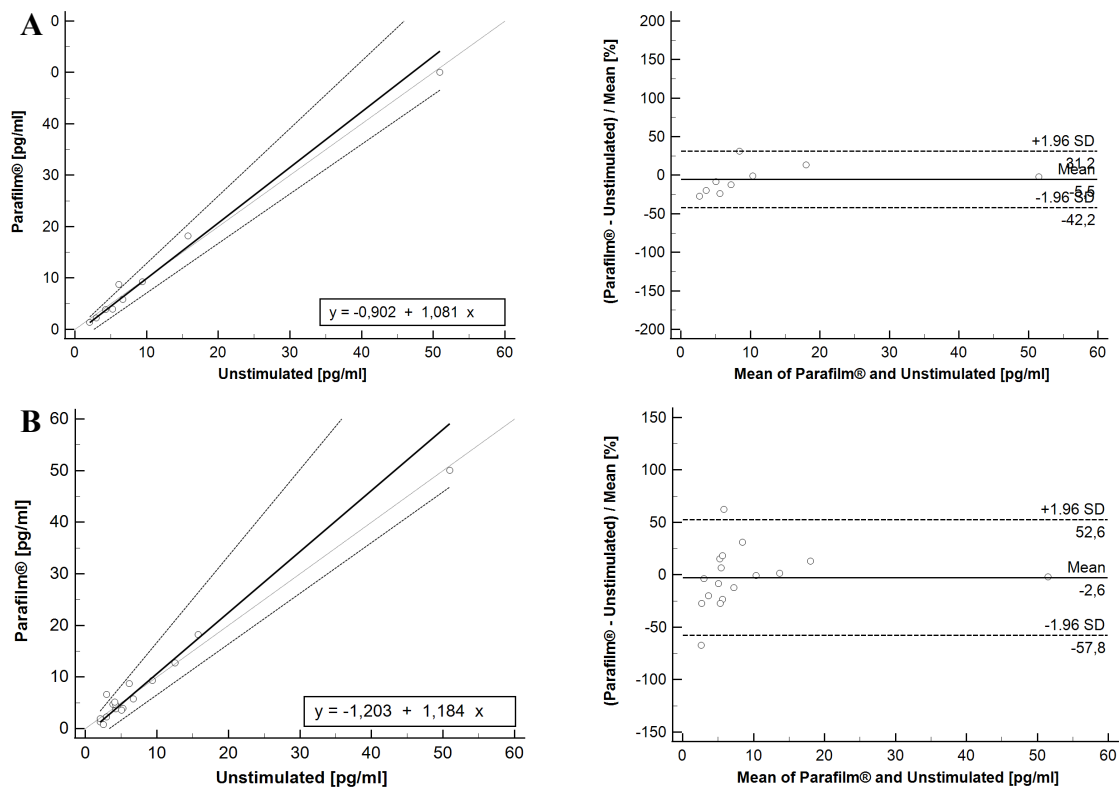 A
Parafilm® [pg/ml]
0
0
30
20
10
0
0 10 20 30 40 50 60
Unstimulated [pg/ml]
y = -0,902 + 1,081 x
(Parafilm® - Unstimulated) / Mean [%]
200
150
100
50
0
-50
-100
-150
-200
+1.96 SD
31,2
Mean
-5,5
-1.96 SD
-42,2
0 10 20 30 40 50 60
Mean of Parafilm® and Unstimulated [pg/ml]
B
Parafilm® [pg/ml]
60
50
40
30
20
10
0
0 10 20 30 40 50 60
Unstimulated [pg/ml]
y = -1,203 + 1,184 x
(Parafilm® - Unstimulated) / Mean [%]
150
100
50
0
-50
-100
-150
+1.96 SD
52,6
Mean
-2,6
-1.96 SD
-57,8
0 10 20 30 40 50 60
Mean of Parafilm® and Unstimulated [pg/ml]